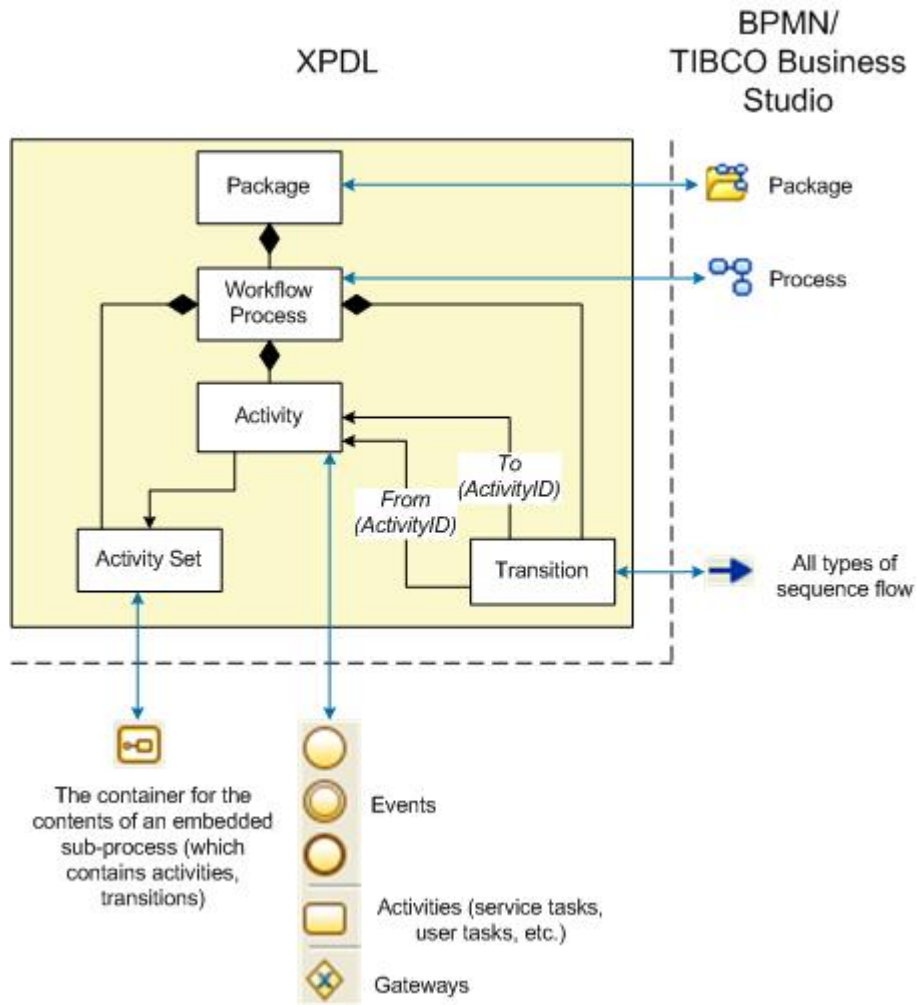 XPDL
BPMN/
TIBCO Business
Studio
Package
Package
Workflow
Process
Process
Activity
To
(ActivityID)
From
(ActivityID)
Activity Set
Transition
All types of
sequence flow
The container for the
contents of an embedded
sub-process (which
contains activities,
transitions)
Events
Activities (service tasks,
user tasks, etc.)
Gateways